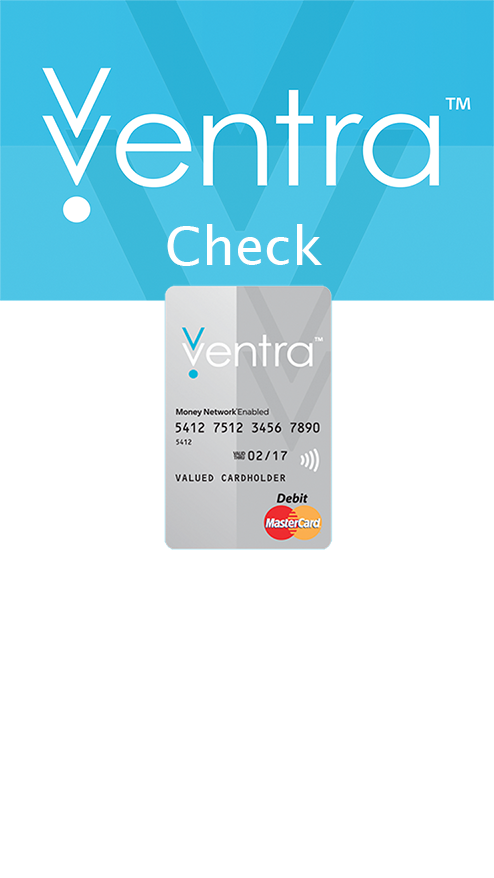 Ventra™
Check
Ventra™
Money Network Enabled
5412 7512 3456 7890
5412
VALID THRU 02/17
VALUED CARDHOLDER
Debit
MasterCard